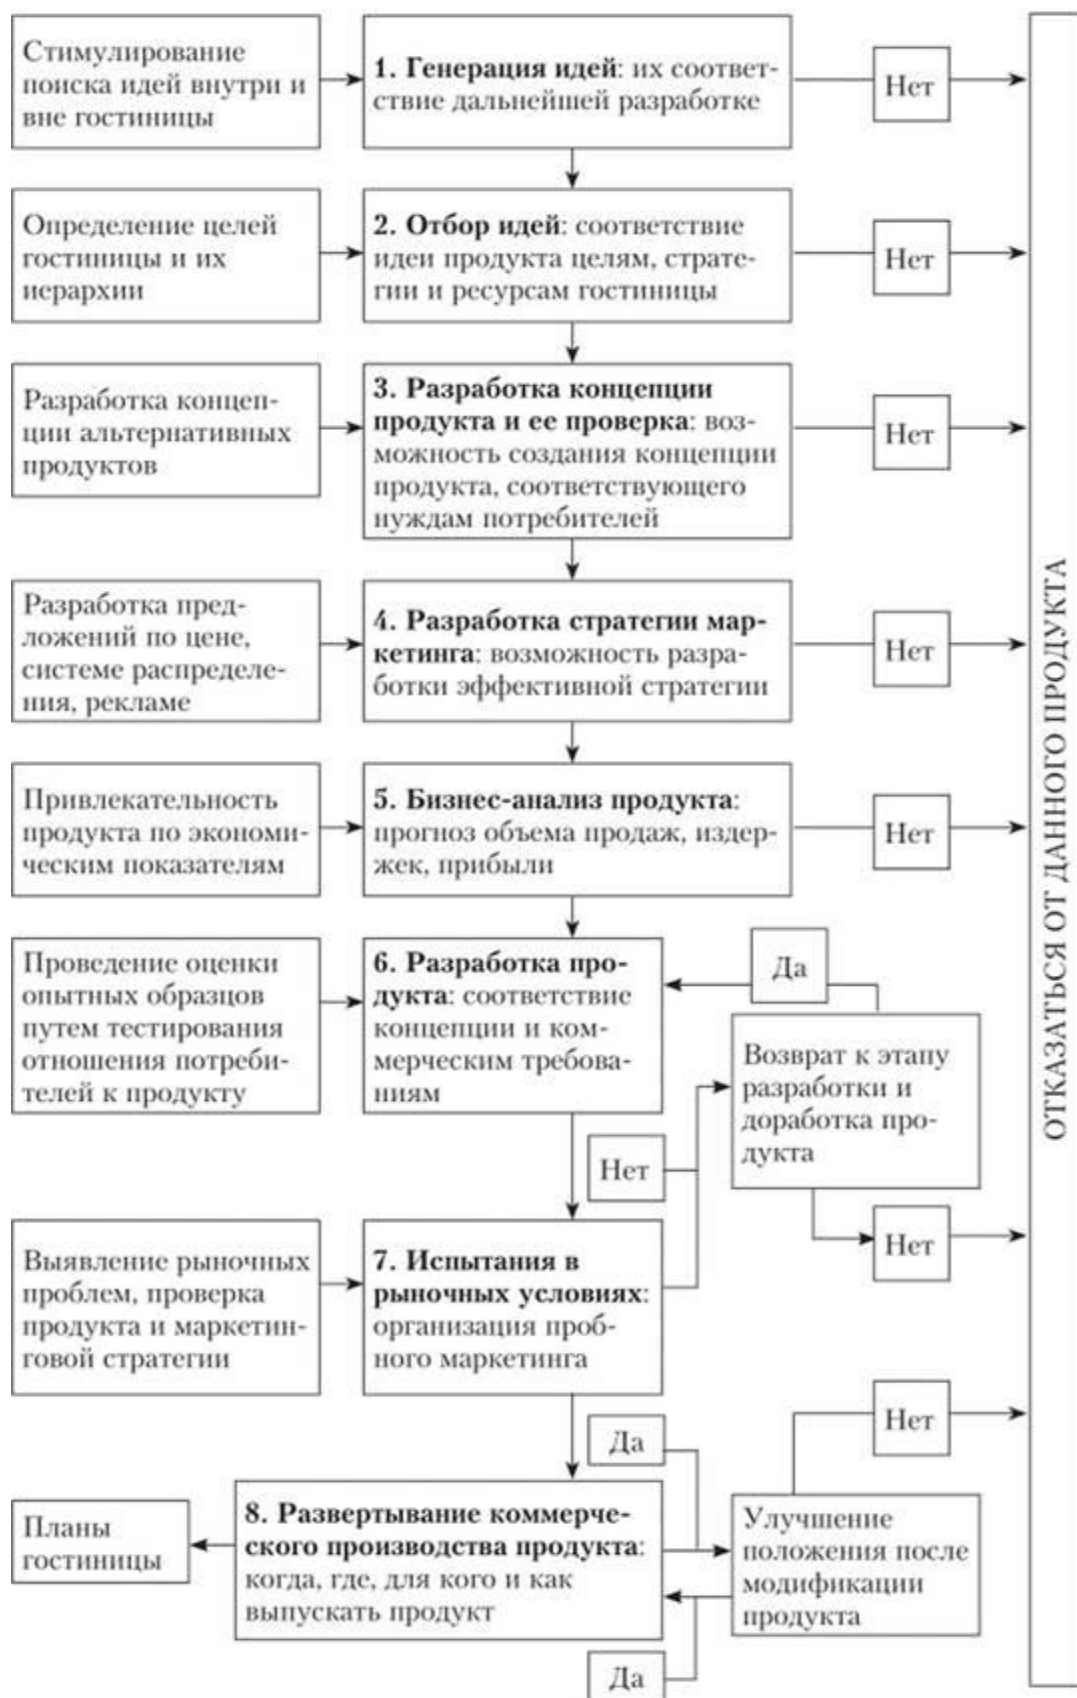 Стимулирование
поиска идей внутри и
вне гостиницы
1. Генерация идей: их соответ-
ствие дальнейшей разработке
Нет
Определение целей
гостиницы и их
иерархии
2. Отбор идей: соответствие
идеи продукта целям, страте-
гии и ресурсам гостиницы
Нет
Разработка концеп-
ции альтернативных
продуктов
3. Разработка концепции
продукта и ее проверка: воз-
можность создания концепции
продукта, соответствующего
нуждам потребителей
Нет
Разработка пред-
ложений по цене,
системе распределе-
ния, рекламе
4. Разработка стратегии мар-
кетинга: возможность разра-
ботки эффективной стратегии
Нет
Привлекательность
продукта по экономи-
ческим показателям
5. Бизнес-анализ продукта:
прогноз объема продаж, издер-
жек, прибыли
Нет
Проведение оценки
опытных образцов
путем тестирования
отношения потреби-
телей к продукту
6. Разработка про-
дукта: соответствие
концепции и ком-
мерческим требова-
ниям
Да
Возврат к этапу
разработки и
доработка про-
дукта
Нет
Нет
Выявление рыночных
проблем, проверка
продукта и маркетин-
говой стратегии
7. Испытания в
рыночных условиях:
организация проб-
ного маркетинга
Нет
Да
Планы
гостиницы
8. Развертывание коммерче-
ского производства продукта:
когда, где, для кого и как
выпускать продукт
Улучшение
положения после
модификации
продукта
Да
ОТКАЗАТЬСЯ ОТ ДАННОГО ПРОДУКТА